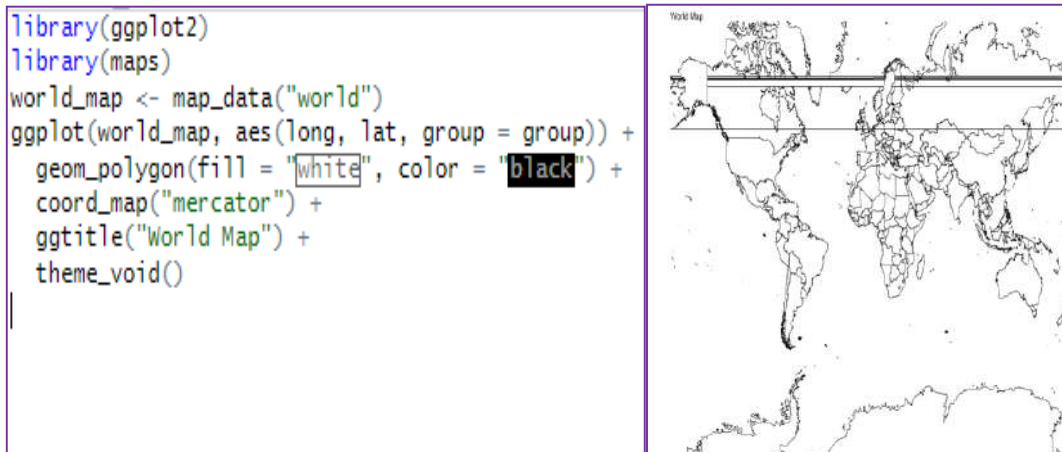 library(ggplot2)
library(maps)
world_map <- map_data("world")
ggplot(world_map, aes(long, lat, group = group)) +
  geom_polygon(fill = "white", color = "black") +
  coord_map("mercator") +
  ggtitle("World Map") +
  theme_void()
World Map